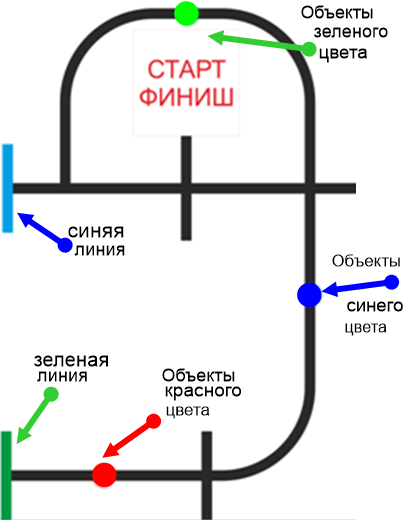 Объекты
зеленого
цвета
СТАРТ
ФИНИШ
синяя
линия
Объекты
синего
цвета
зеленая
линия
Объекты
красного
цвета